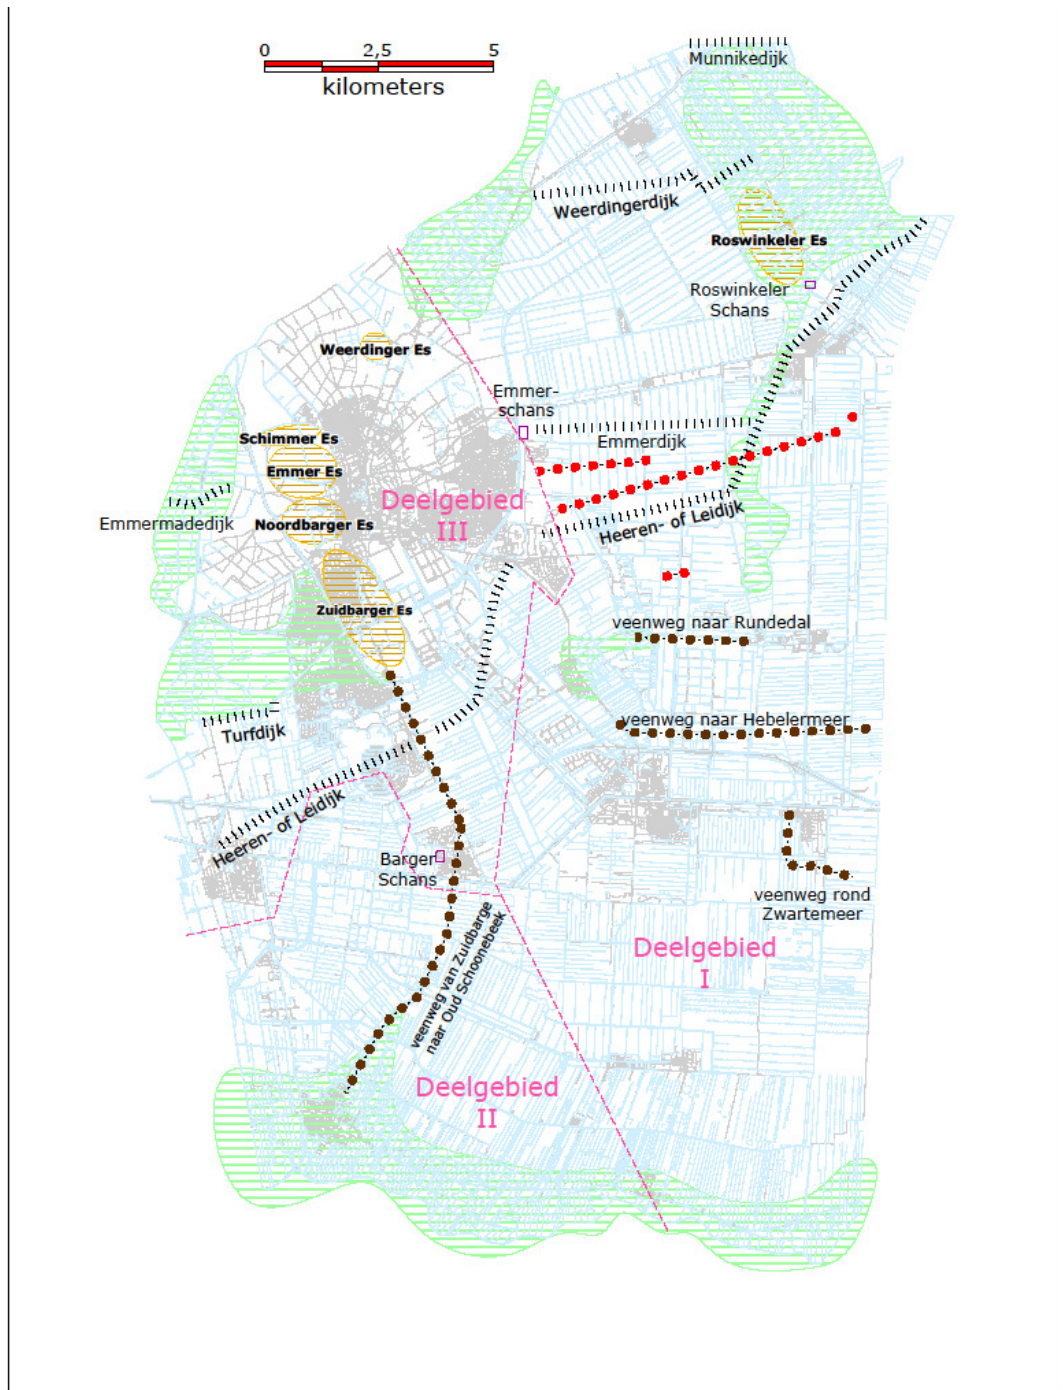 0 2,5 5
kilometers
Munnikedijk
Weerdingerdijk
Roswinkeler Es
Roswinkeler
Schans
Weerdinger Es
Emmer-
schans
Emmerdijk
Schimmer Es
Emmer Es
Deelgebied
III
Heeren- of Leidijk
Emmermadedijk
Noordbarger Es
Zuidbarger Es
veenweg naar Rundedal
Turfdijk
veenweg naar Hebelermeer
Heeren- of Leidijk
Barger
Schans
veenweg rond
Zwartemeer
veenweg van Zuidbarge
naar Oud Schoonebeek
Deelgebied
I
Deelgebied
II